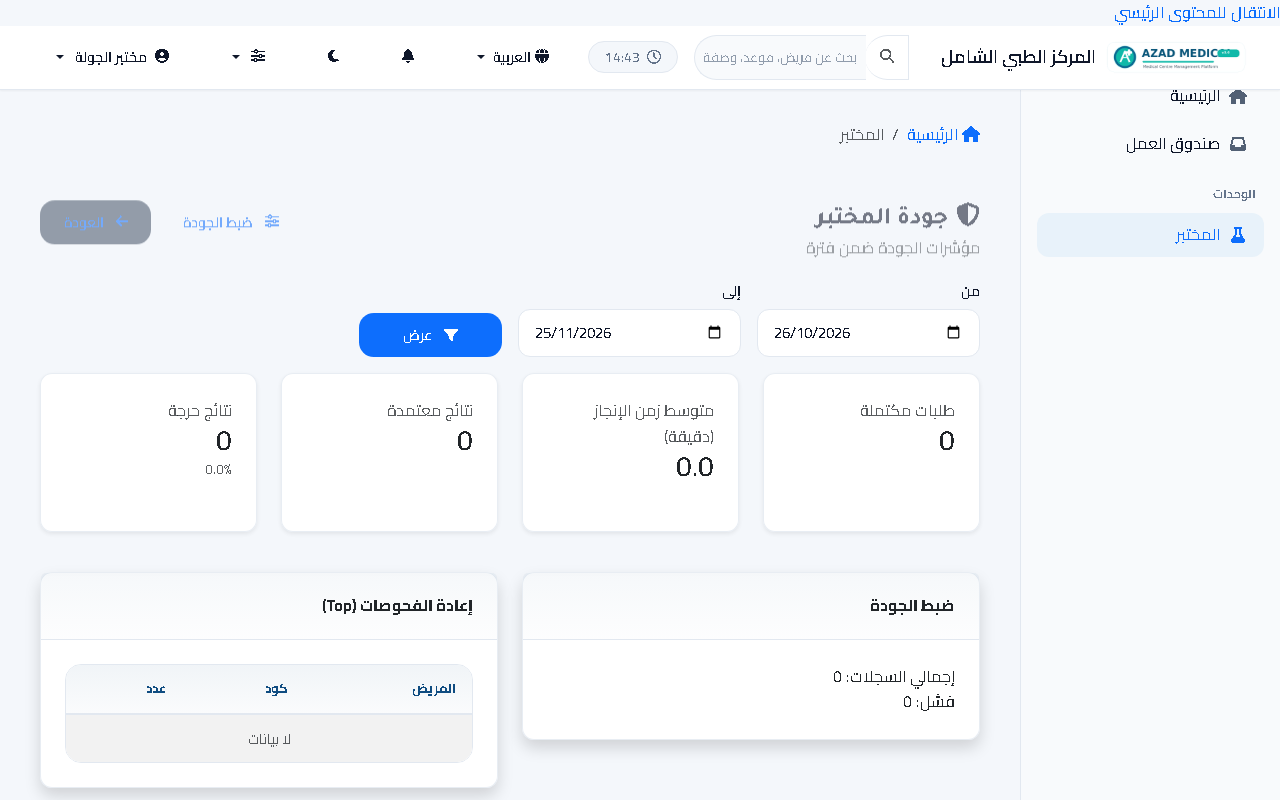 الانتقال للمحتوى الرئيسي
AZAD MEDIC
Medical Centre Management Platform
المركز الطبي الشامل
بحث عن مريض، موعد، وصفة
14:43
العربية
مختبر الجولة
الرئيسية
صندوق العمل
الوحدات
المختبر
الرئيسية / المختبر
جودة المختبر
مؤشرات الجودة ضمن فترة
ضبط الجودة
العودة
من
26/10/2026
إلى
25/11/2026
عرض
طلبات مكتملة
0
متوسط زمن الإنجاز
(دقيقة)
0.0
نتائج معتمدة
0
نتائج حرجة
0
0.0%
ضبط الجودة
إجمالي السجلات: 0
فشل: 0
إعادة الفحوصات (Top)
المريض كود عدد
لا بيانات